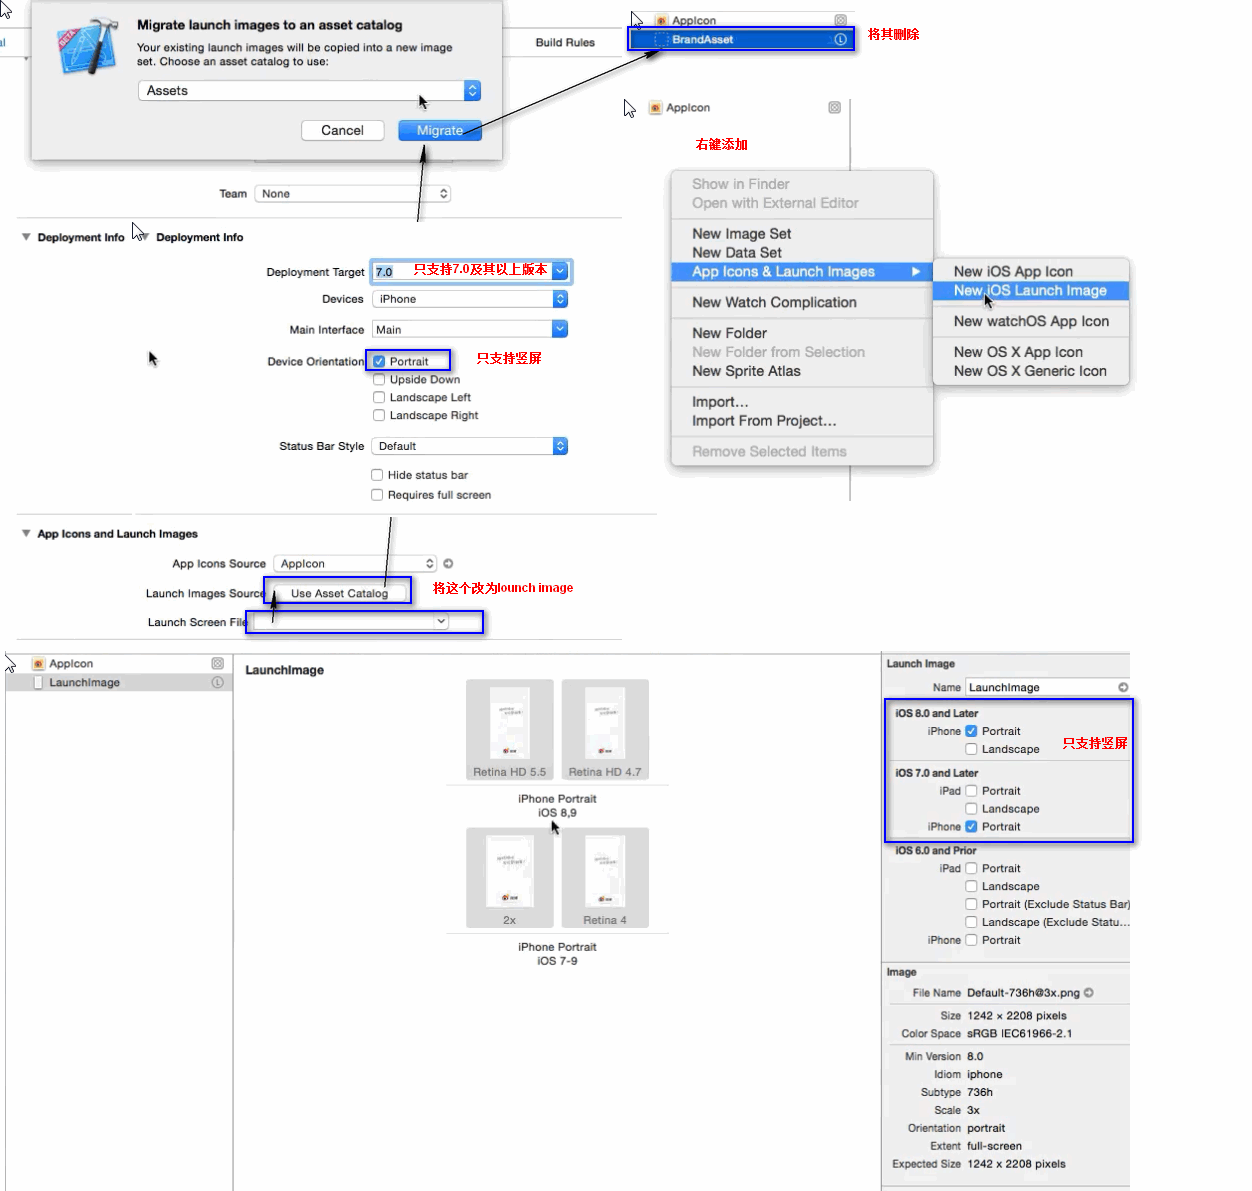 Migrate launch images to an asset catalog
Your existing launch images will be copied into a new image
set. Choose an asset catalog to use:
Assets
Cancel
Migrate
Build Rules
AppIcon
BrandAsset
将其删除
AppIcon
右键添加
Show in Finder
Open with External Editor
New Image Set
New Data Set
App Icons & Launch Images
New Watch Complication
New Folder
New Folder from Selection
New Sprite Atlas
Import...
Import From Project...
Remove Selected Items
New iOS App Icon
New iOS Launch Image
New watchOS App Icon
New OS X App Icon
New OS X Generic Icon
Team None
Deployment Info
Deployment Info
Deployment Target 7.0 只支持7.0及其以上版本
Devices iPhone
Main Interface Main
Device Orientation Portrait 只支持竖屏
Upside Down
Landscape Left
Landscape Right
Status Bar Style Default
Hide status bar
Requires full screen
App Icons and Launch Images
App Icons Source AppIcon
Launch Images Source Use Asset Catalog 将这个改为lounch image
Launch Screen File
AppIcon
LaunchImage
LaunchImage
Retina HD 5.5
Retina HD 4.7
iPhone Portrait
iOS 8,9
2x
Retina 4
iPhone Portrait
iOS 7-9
Launch Image
Name LaunchImage
iOS 8.0 and Later
iPhone Portrait
只支持竖屏
Landscape
iOS 7.0 and Later
iPad Portrait
Landscape
iPhone Portrait
iOS 6.0 and Prior
iPad Portrait
Landscape
Portrait (Exclude Status Bar)
Landscape (Exclude Statu...
iPhone Portrait
Image
File Name Default-736h@3x.png
Size 1242 × 2208 pixels
Color Space sRGB IEC61966-2.1
Min Version 8.0
Idiom iphone
Subtype 736h
Scale 3x
Orientation portrait
Extent full-screen
Expected Size 1242 × 2208 pixels